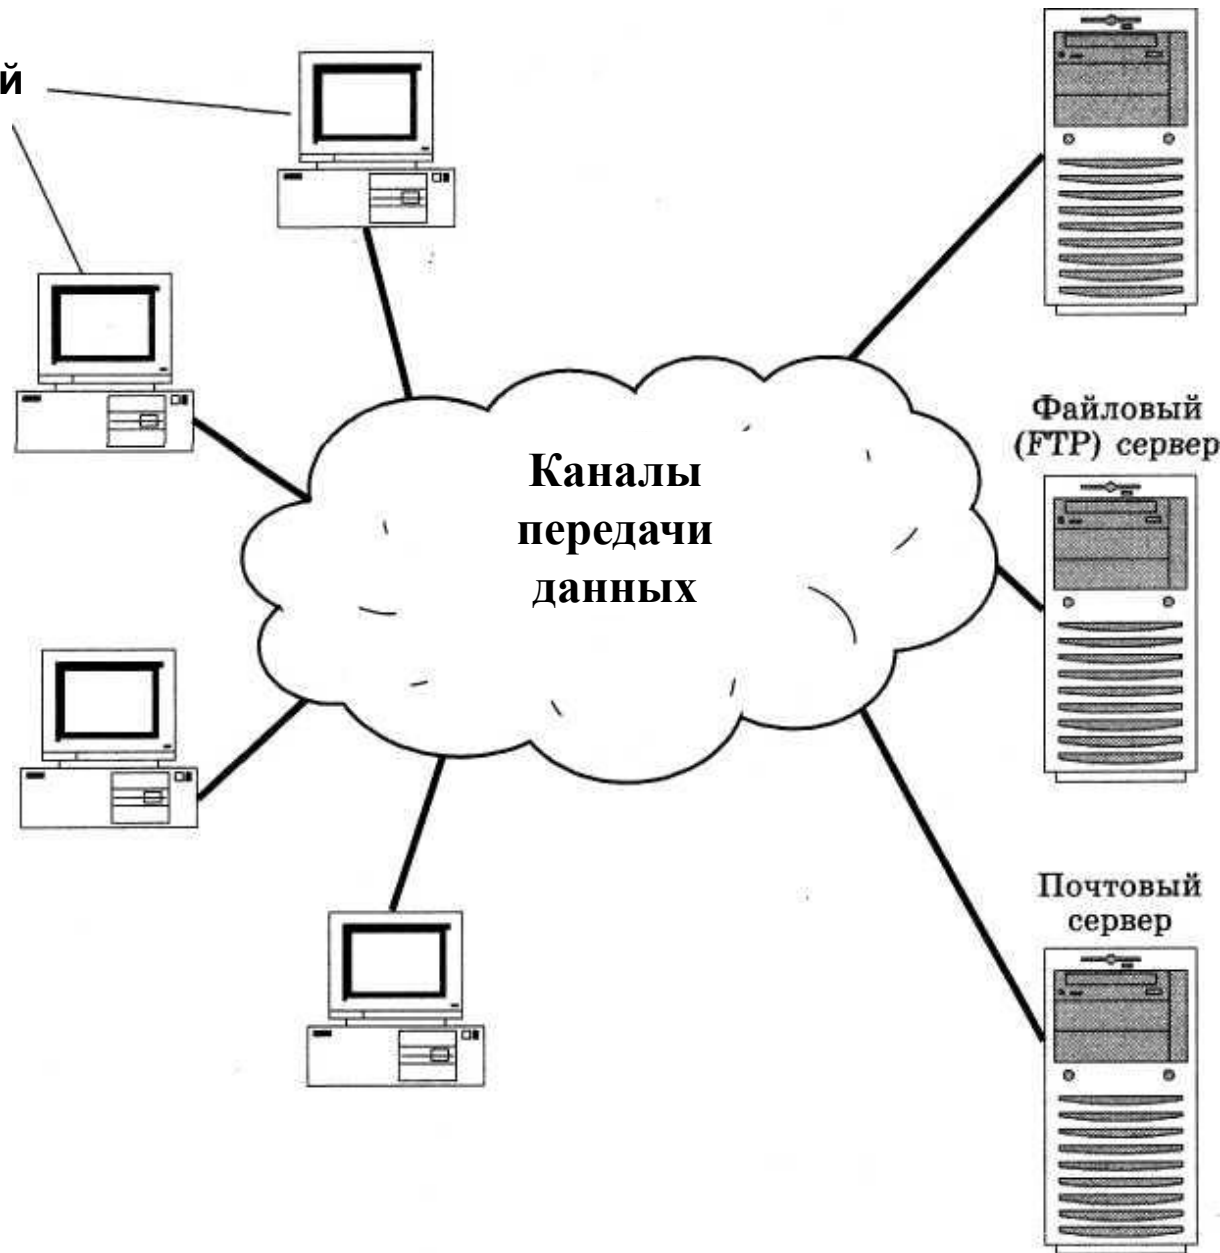 й
Каналы
передачи
данных
Файловый
(FTP) сервер
Почтовый
сервер